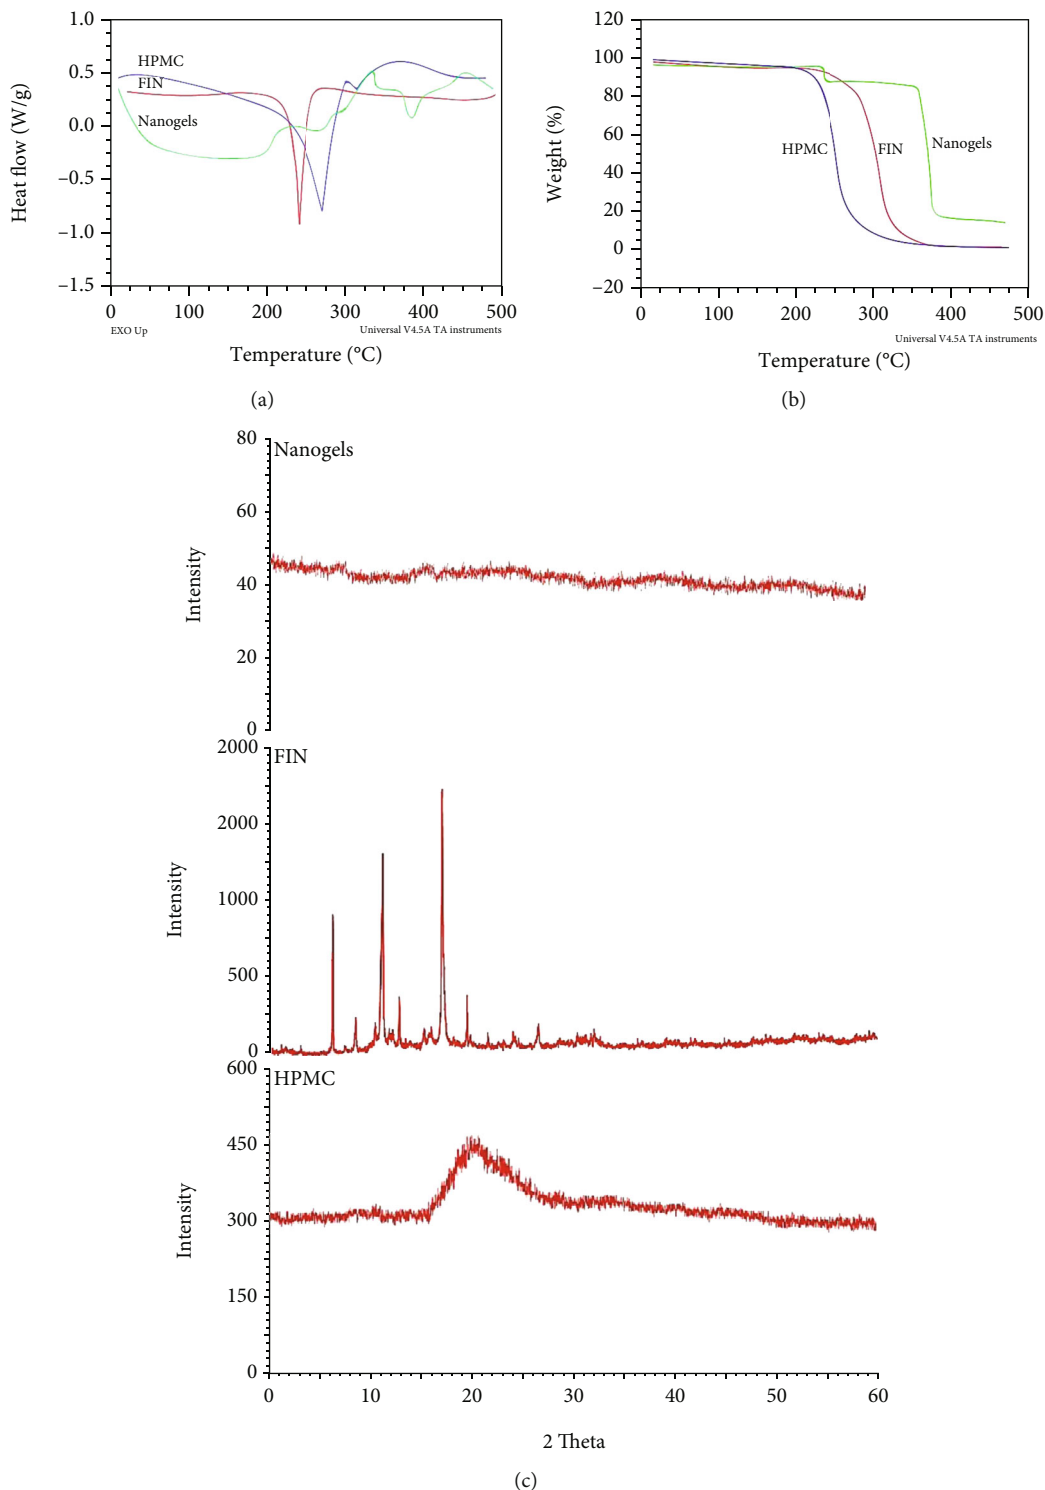 1.0
0.5
0.0
−0.5
−1.0
−1.5
Heat flow (W/g)
HPMC
FIN
Nanogels
0 100 200 300 400 500
EXO Up
Universal V4.5A TA instruments
Temperature (°C)
(a)
120
100
80
60
40
20
0
−20
Weight (%)
HPMC
FIN
Nanogels
0 100 200 300 400 500
Universal V4.5A TA instruments
Temperature (°C)
(b)
80
60
40
20
0
Intensity
Nanogels
2000
2000
1000
500
0
Intensity
FIN
600
450
300
150
0
Intensity
HPMC
0 10 20 30 40 50 60
2 Theta
(c)